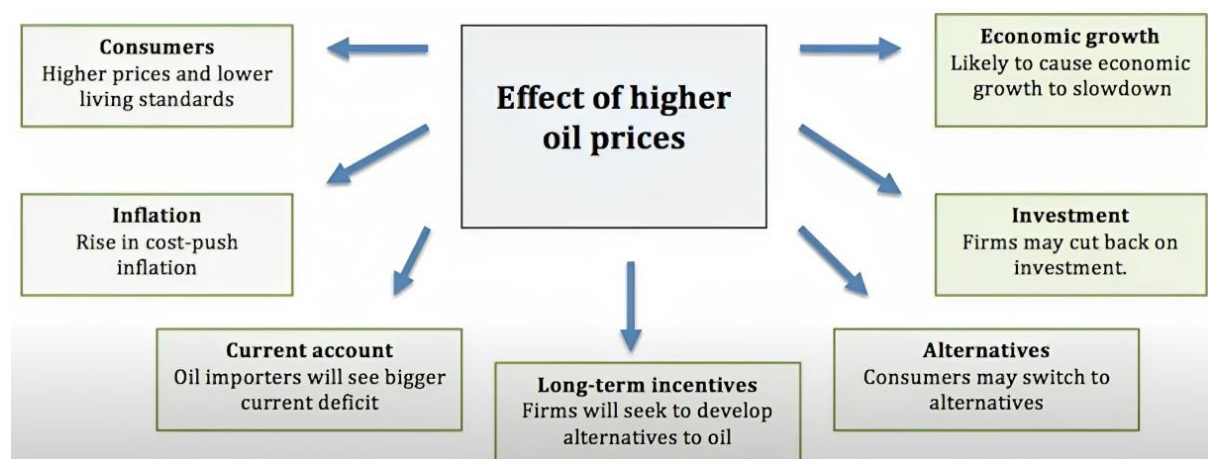 Effect of higher
oil prices
Consumers
Higher prices and lower
living standards
Inflation
Rise in cost-push
inflation
Current account
Oil importers will see bigger
current deficit
Long-term incentives
Firms will seek to develop
alternatives to oil
Alternatives
Consumers may switch to
alternatives
Investment
Firms may cut back on
investment.
Economic growth
Likely to cause economic
growth to slowdown